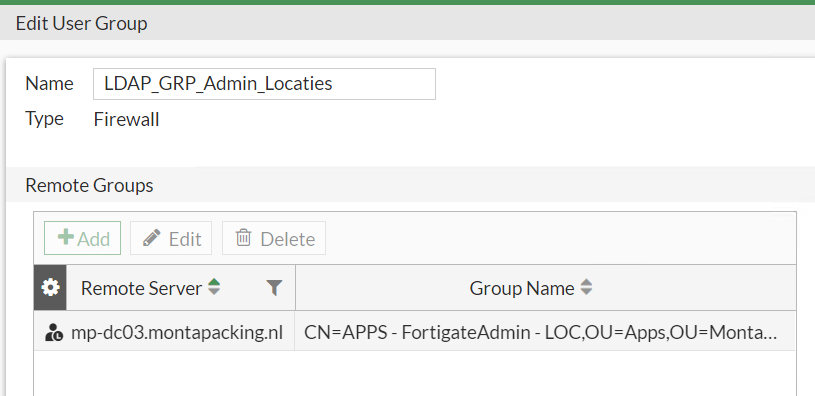 Edit User Group
Name LDAP_GRP_Admin_Locaties
Type Firewall
Remote Groups
Add Edit Delete
Remote Server Group Name
mp-dc03.montapacking.nl CN=APPS - FortigateAdmin - LOC,OU=Apps,OU=Monta...